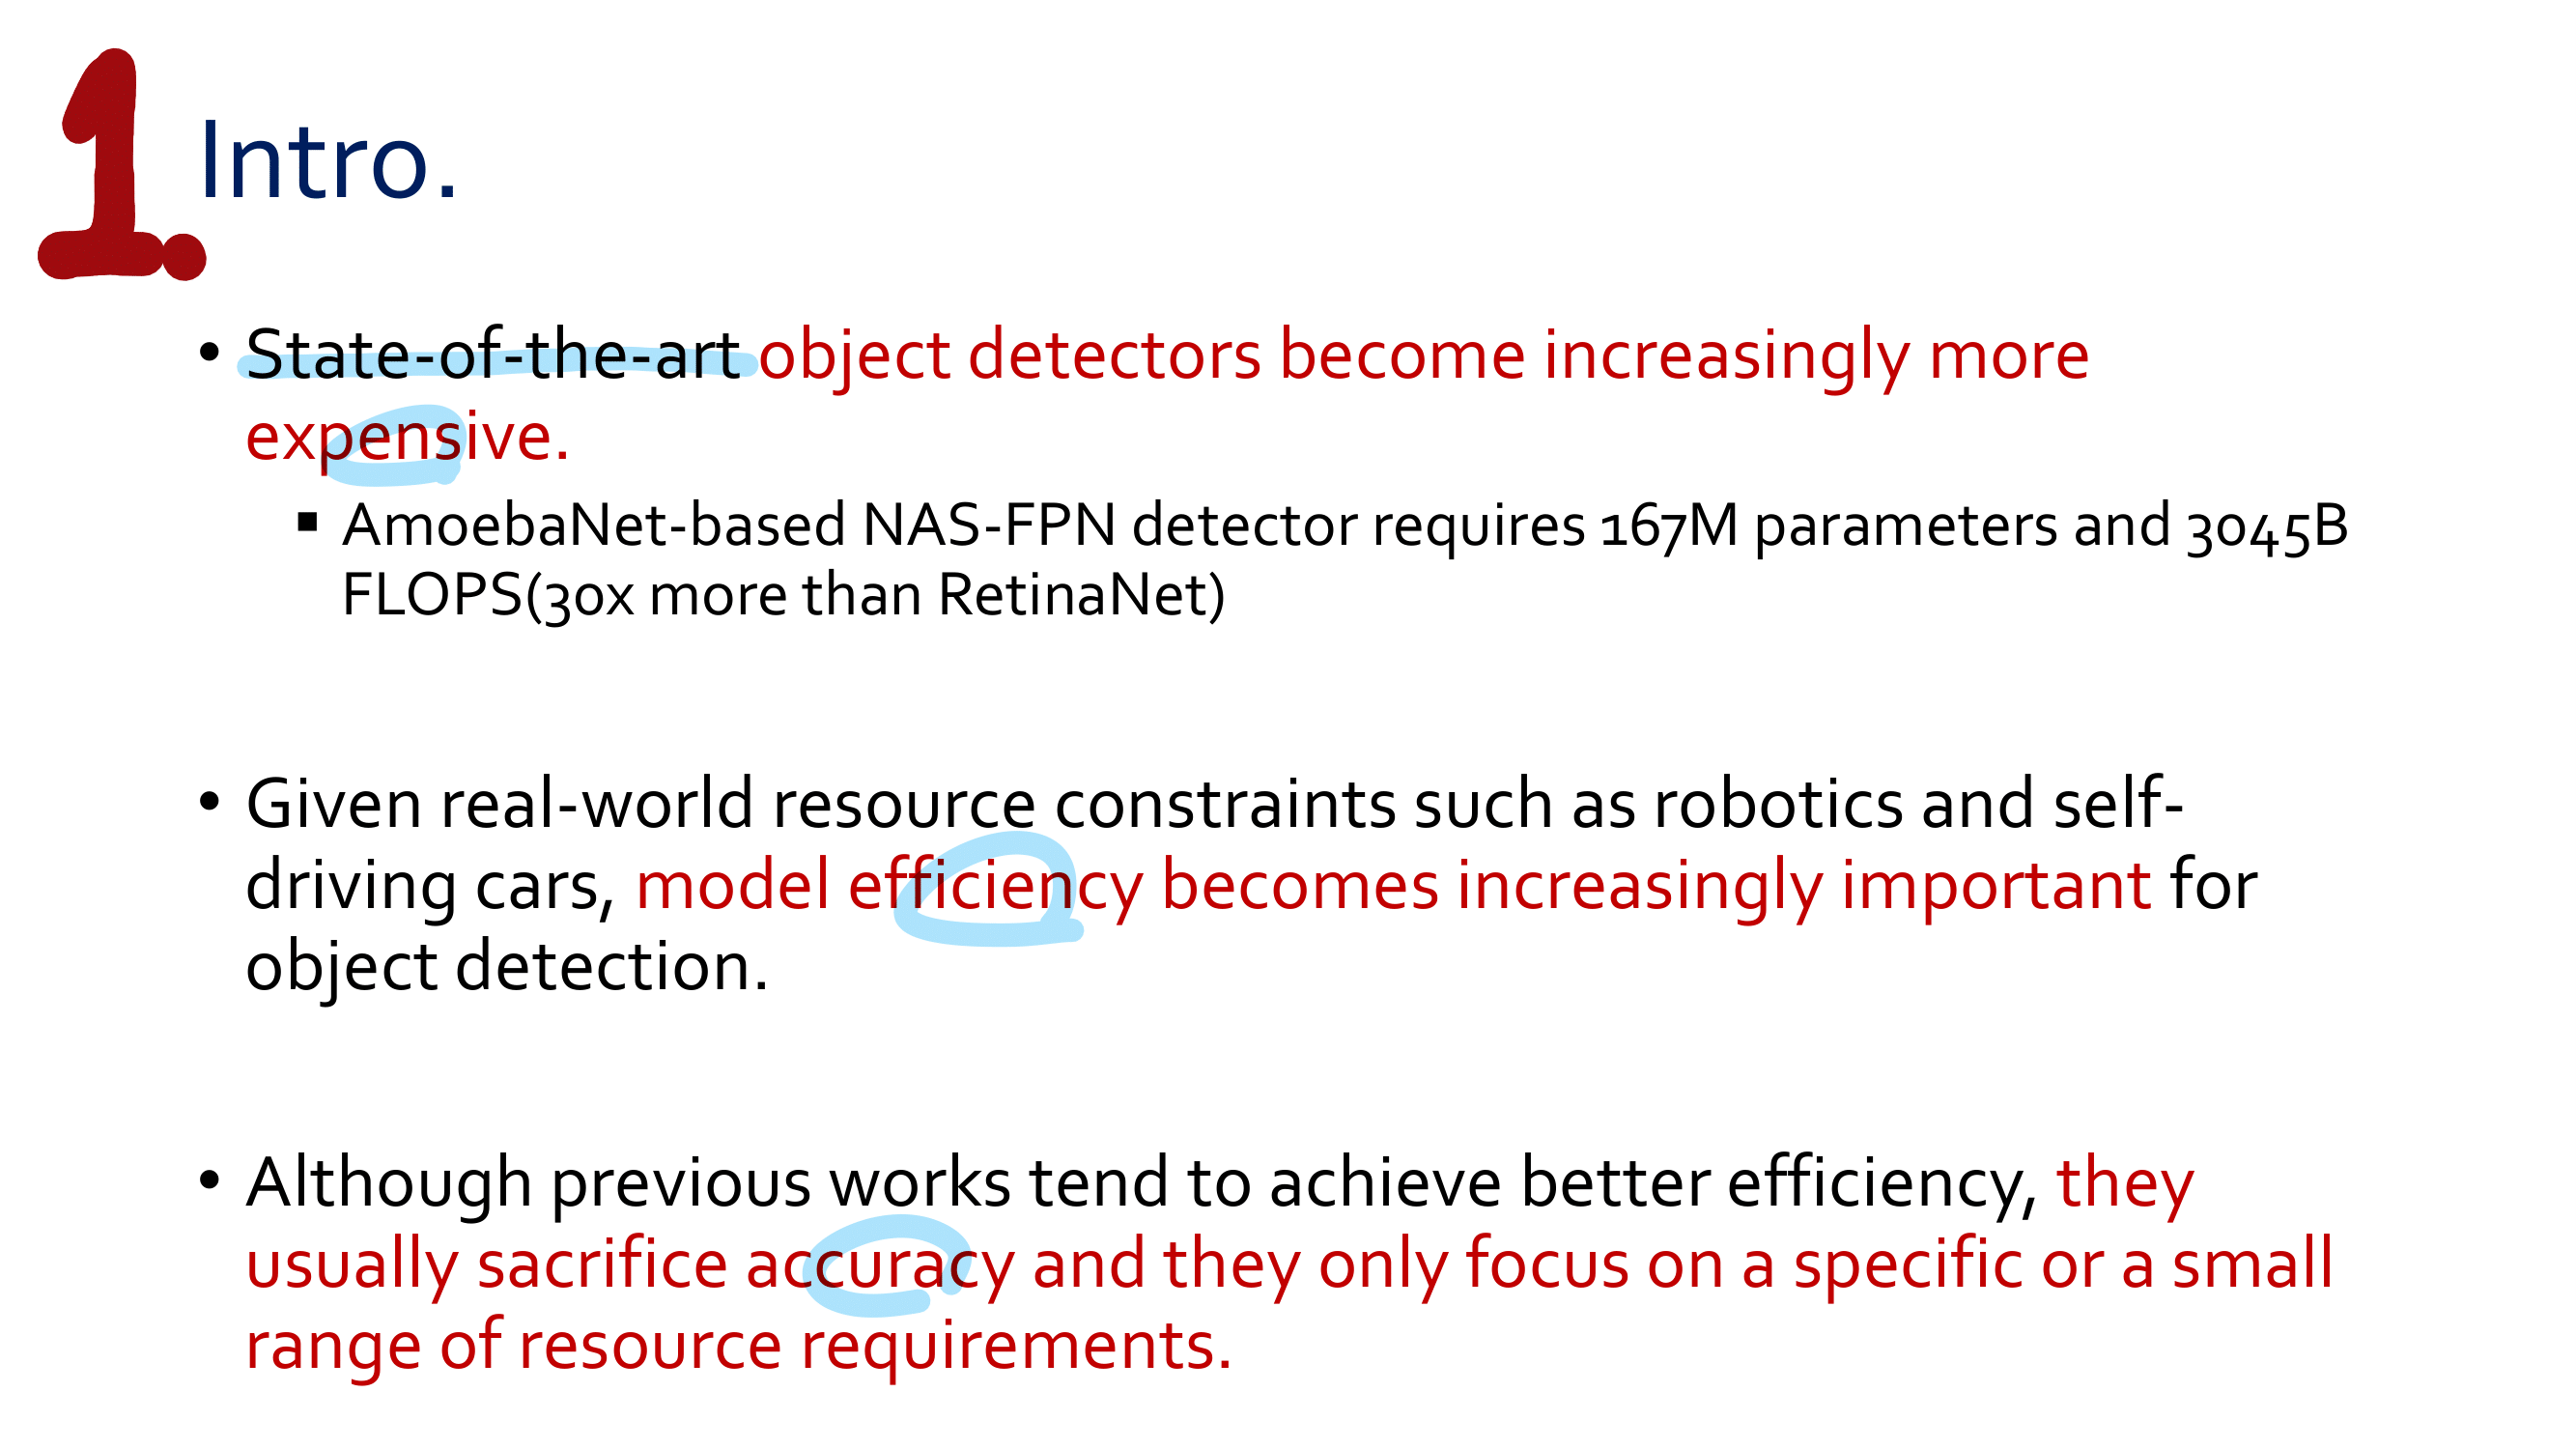 1. Intro.
• State-of-the-art object detectors become increasingly more
expensive.
▪ AmoebaNet-based NAS-FPN detector requires 167M parameters and 3045B
FLOPS(30x more than RetinaNet)
• Given real-world resource constraints such as robotics and self-
driving cars, model efficiency becomes increasingly important for
object detection.
• Although previous works tend to achieve better efficiency, they
usually sacrifice accuracy and they only focus on a specific or a small
range of resource requirements.